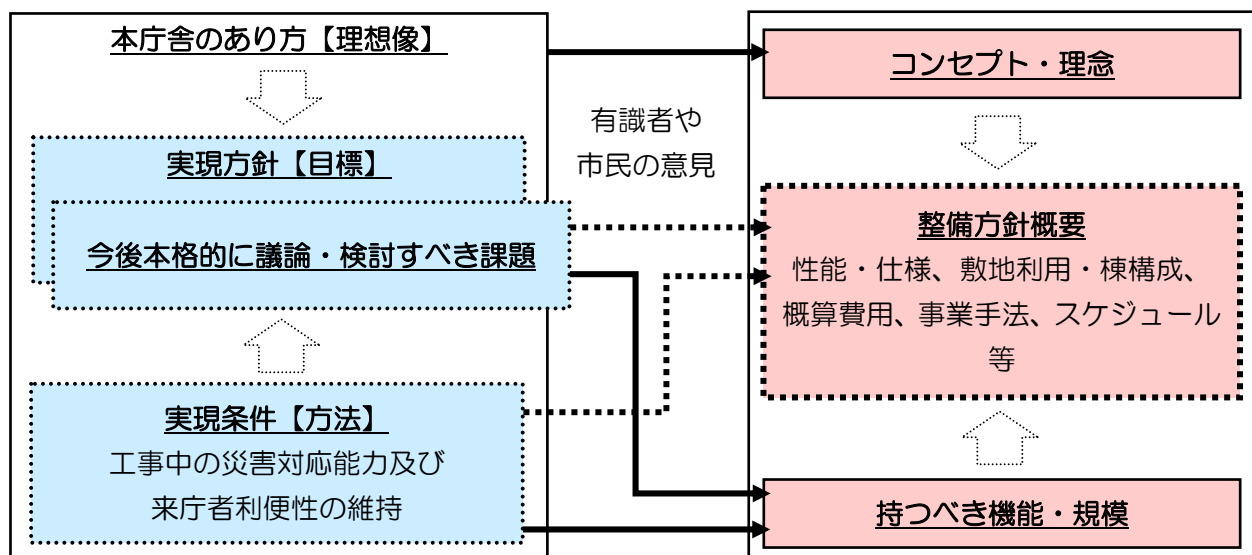 本庁舎のあり方【理想像】
実現方針【目標】
今後本格的に議論・検討すべき課題
実現条件【方法】
工事中の災害対応能力及び
来庁者利便性の維持
有識者や
市民の意見
コンセプト・理念
整備方針概要
性能・仕様、敷地利用・棟構成、
概算費用、事業手法、スケジュール
等
持つべき機能・規模